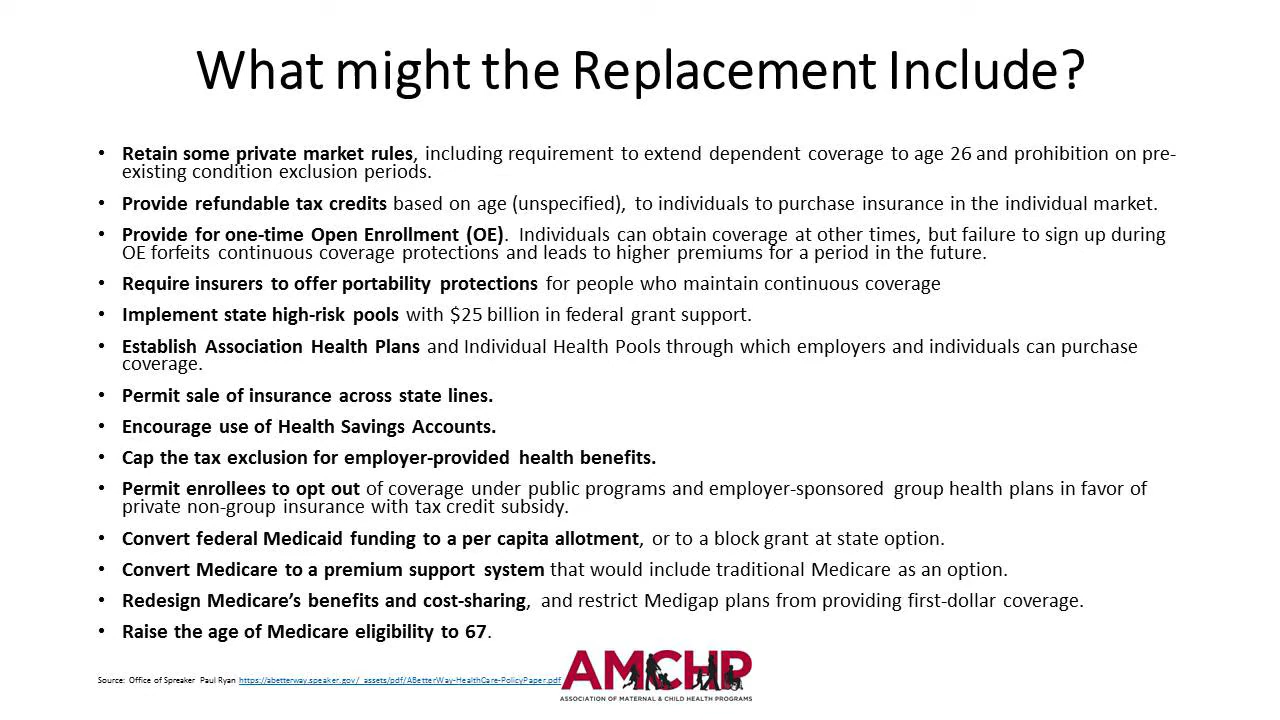 What might the Replacement Include?
• Retain some private market rules, including requirement to extend dependent coverage to age 26 and prohibition on pre-
existing condition exclusion periods.
• Provide refundable tax credits based on age (unspecified), to individuals to purchase insurance in the individual market.
• Provide for one-time Open Enrollment (OE). Individuals can obtain coverage at other times, but failure to sign up during
OE forfeits continuous coverage protections and leads to higher premiums for a period in the future.
• Require insurers to offer portability protections for people who maintain continuous coverage
• Implement state high-risk pools with $25 billion in federal grant support.
• Establish Association Health Plans and Individual Health Pools through which employers and individuals can purchase
coverage.
• Permit sale of insurance across state lines.
• Encourage use of Health Savings Accounts.
• Cap the tax exclusion for employer-provided health benefits.
• Permit enrollees to opt out of coverage under public programs and employer-sponsored group health plans in favor of
private non-group insurance with tax credit subsidy.
• Convert federal Medicaid funding to a per capita allotment, or to a block grant at state option.
• Convert Medicare to a premium support system that would include traditional Medicare as an option.
• Redesign Medicare's benefits and cost-sharing, and restrict Medigap plans from providing first-dollar coverage.
• Raise the age of Medicare eligibility to 67.
Source: Office of Spreaker Paul Ryan https://abetterway.speaker.gov/_assets/pdf/ABetterWay-HealthCare-PolicyPaper.pdf
AMCHP
ASSOCIATION OF MATERNAL & CHILD HEALTH PROGRAMS